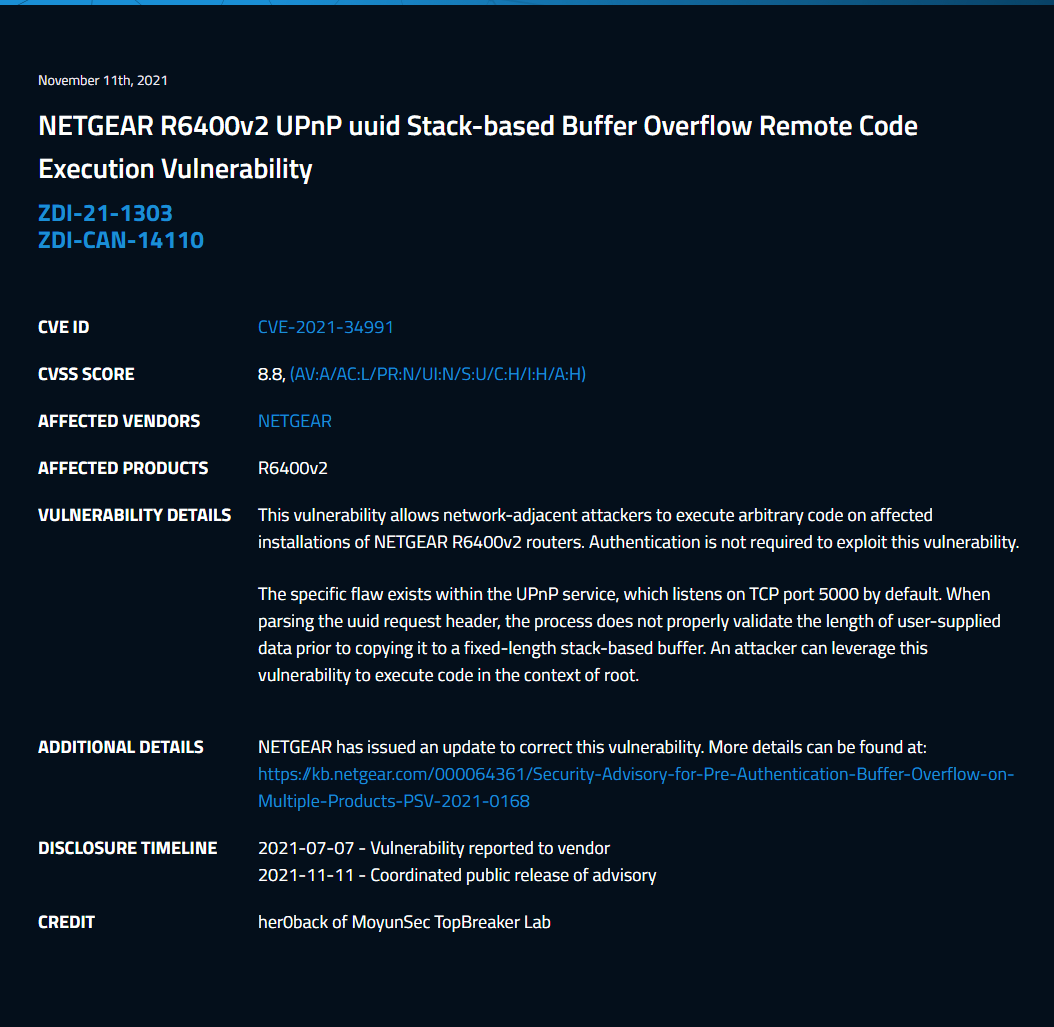 November 11th, 2021
NETGEAR R6400v2 UPnP uuid Stack-based Buffer Overflow Remote Code
Execution Vulnerability
ZDI-21-1303
ZDI-CAN-14110
CVE ID
CVE-2021-34991
CVSS SCORE
8.8, (AV:A/AC:L/PR:N/UI:N/S:U/C:H/I:H/A:H)
AFFECTED VENDORS
NETGEAR
AFFECTED PRODUCTS
R6400v2
VULNERABILITY DETAILS
This vulnerability allows network-adjacent attackers to execute arbitrary code on affected
installations of NETGEAR R6400v2 routers. Authentication is not required to exploit this vulnerability.
The specific flaw exists within the UPnP service, which listens on TCP port 5000 by default. When
parsing the uuid request header, the process does not properly validate the length of user-supplied
data prior to copying it to a fixed-length stack-based buffer. An attacker can leverage this
vulnerability to execute code in the context of root.
ADDITIONAL DETAILS
NETGEAR has issued an update to correct this vulnerability. More details can be found at:
https://kb.netgear.com/000064361/Security-Advisory-for-Pre-Authentication-Buffer-Overflow-on-
Multiple-Products-PSV-2021-0168
DISCLOSURE TIMELINE
2021-07-07 - Vulnerability reported to vendor
2021-11-11 - Coordinated public release of advisory
CREDIT
her0back of MoyunSec TopBreaker Lab